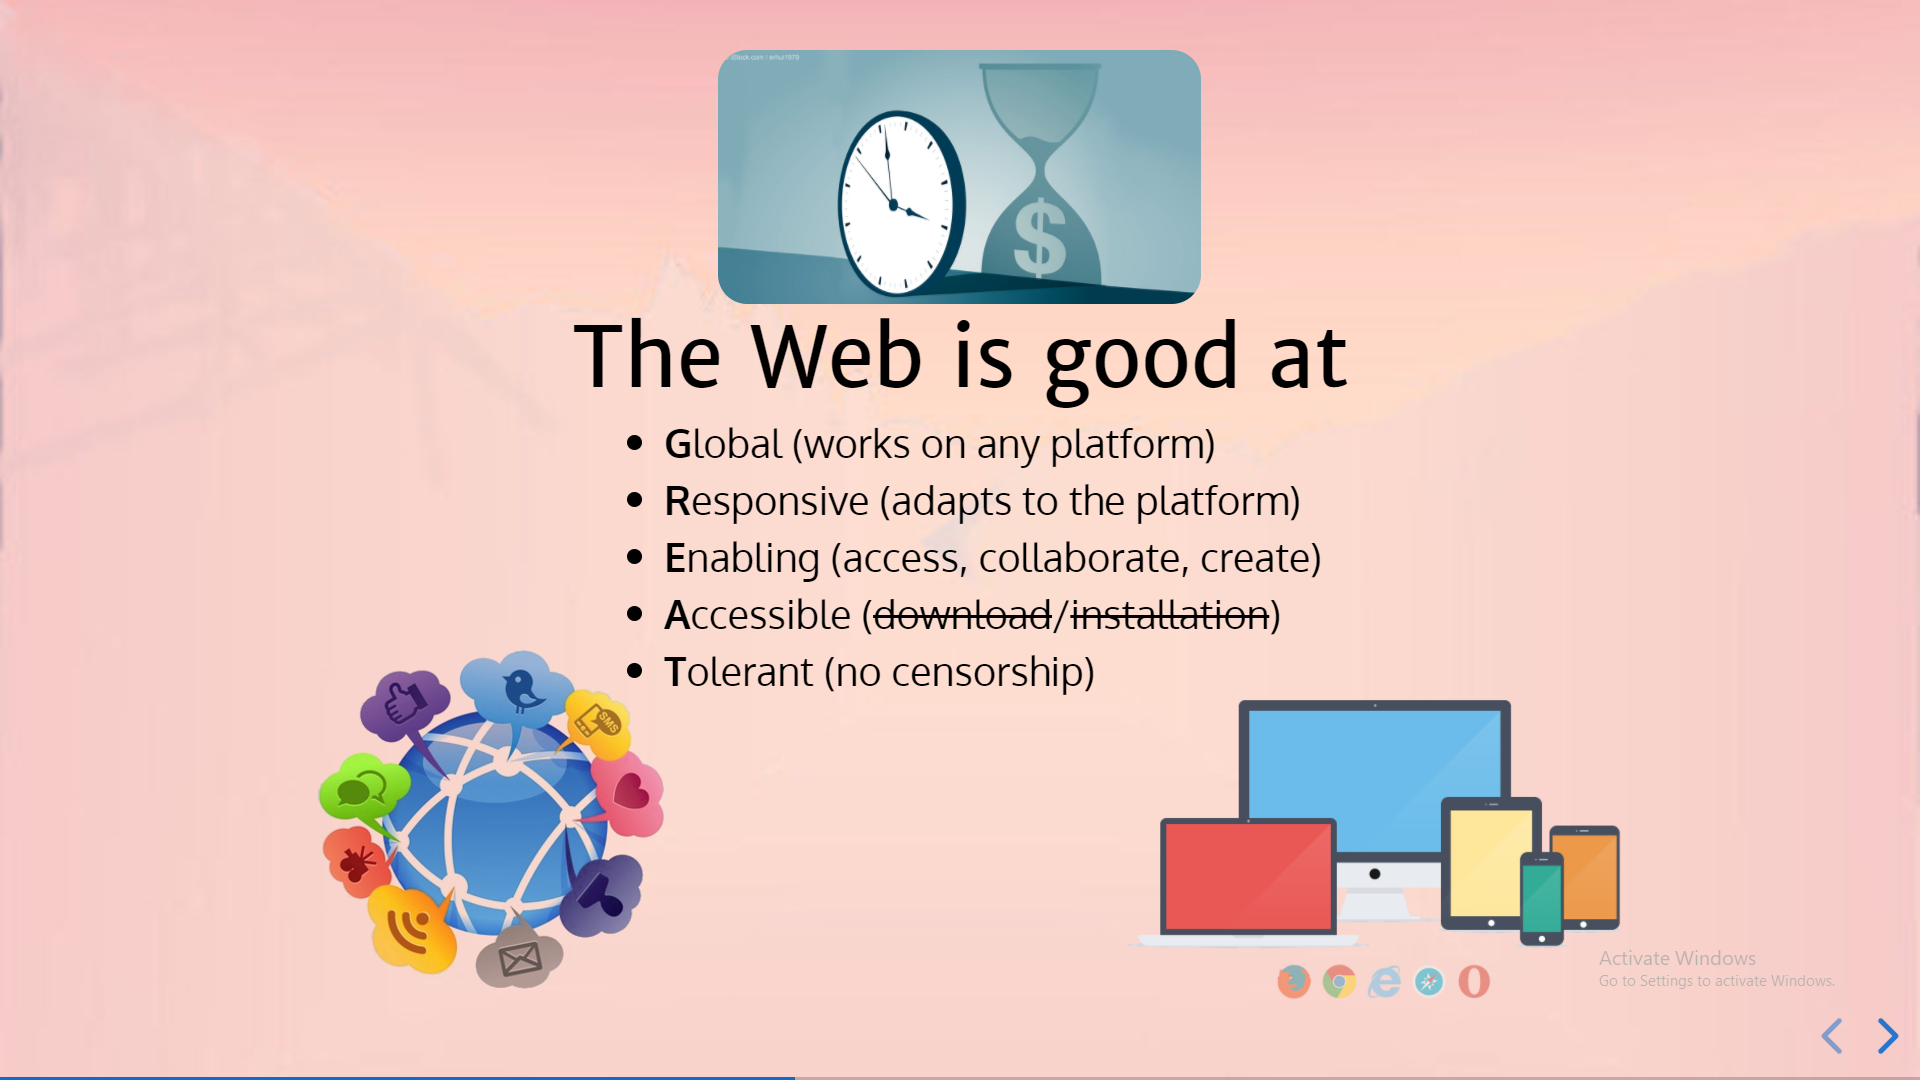 iStock.com / erhui1979
The Web is good at
Global (works on any platform)
Responsive (adapts to the platform)
Enabling (access, collaborate, create)
Accessible (download/installation)
Tolerant (no censorship)
SMS
$
Activate Windows
Go to Settings to activate Windows.